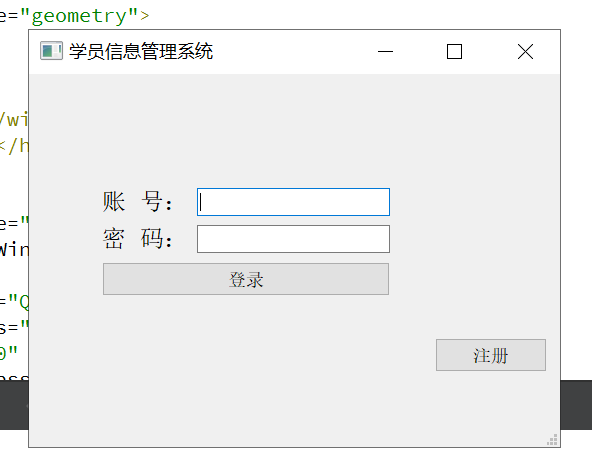 e="geometry">
学员信息管理系统
/wi
</h
账 号：
e="
密 码：
Win
登录
="Q
s="
注册
0"
ass